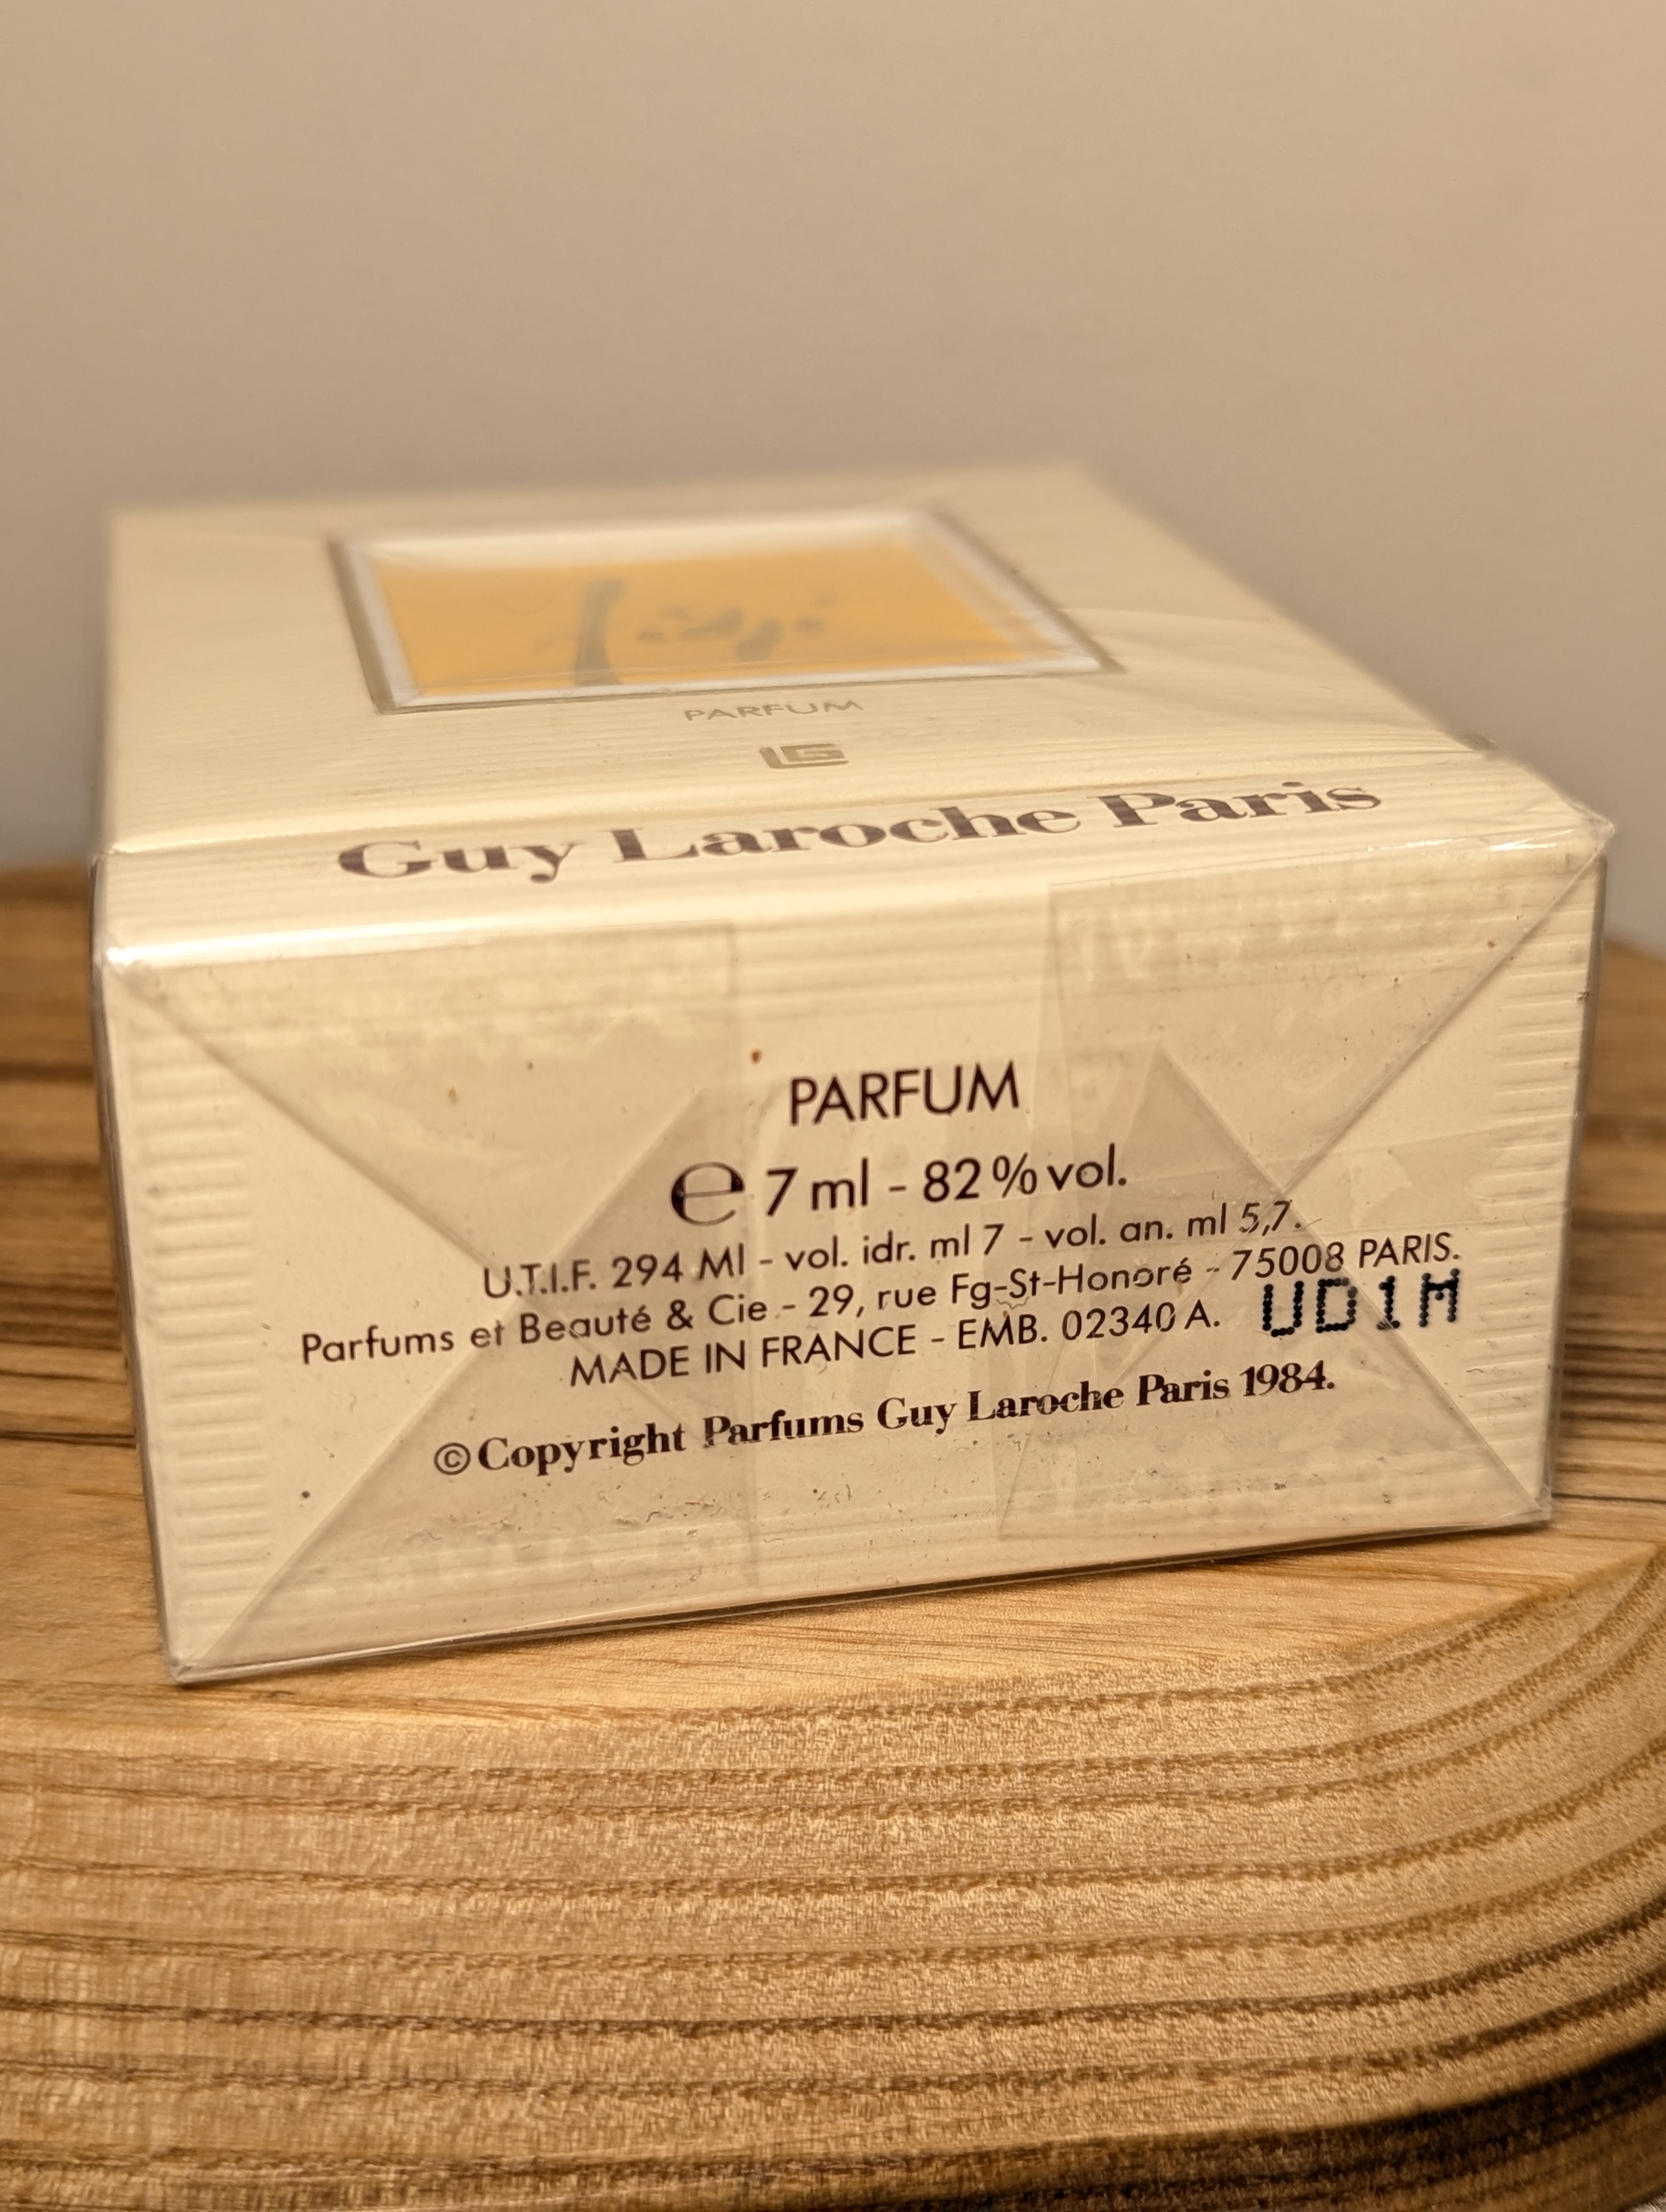 PARFUM
LG
Guy Laroche Paris
PARFUM
℮ 7 ml - 82% vol.
U.T.I.F. 294 MI - vol. idr. ml 7 - vol. an. ml 5,7.
Parfums et Beauté & Cie - 29, rue Fg-St-Honoré - 75008 PARIS.
MADE IN FRANCE - EMB. 02340 A. UD1M
©Copyright Parfums Guy Laroche Paris 1984.